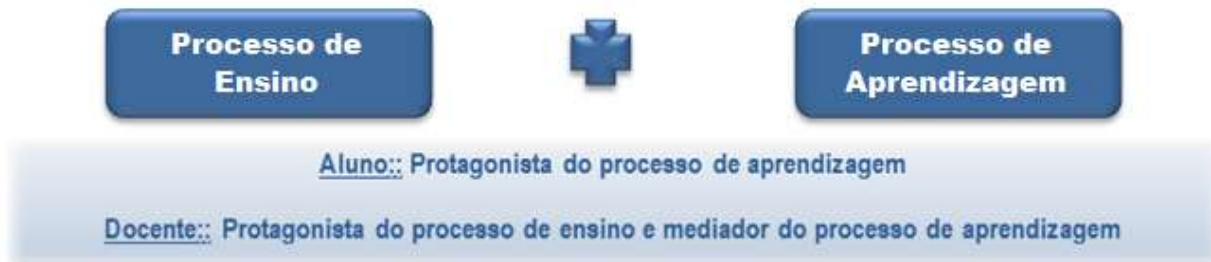 Processo de
Ensino
Processo de
Aprendizagem
Aluno:: Protagonista do processo de aprendizagem
Docente:: Protagonista do processo de ensino e mediador do processo de aprendizagem